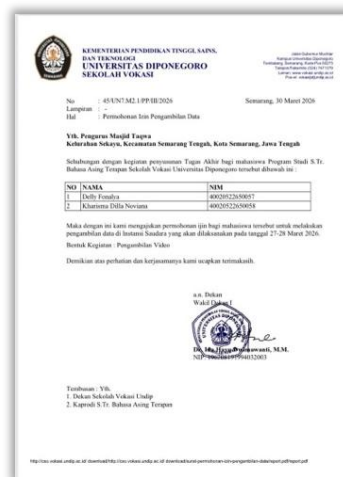 KEMENTERIAN PENDIDIKAN TINGGI, SAINS,
DAN TEKNOLOGI
UNIVERSITAS DIPONEGORO
SEKOLAH VOKASI
No : 45/UN7.M2.1/PP/III/2026
Semarang, 30 Maret 2026
Lampiran : -
Hal : Permohonan Izin Pengambilan Data
Yth. Pengurus Masjid Taqwa
Kelurahan Sekayu, Kecamatan Semarang Tengah, Kota Semarang, Jawa Tengah
Sehubungan dengan kegiatan penyusunan Tugas Akhir bagi mahasiswa Program Studi S.Tr.
Bahasa Asing Terapan Sekolah Vokasi Universitas Diponegoro tersebut dibawah ini :
NO NAMA NIM
1 Delly Fonalya 40020522650057
2 Kharisma Dilla Noviana 40020522650058
Maka dengan ini kami mengajukan permohonan ijin bagi mahasiswa tersebut untuk melakukan
pengambilan data di Instansi Saudara yang akan dilaksanakan pada tanggal 27-28 Maret 2026.
Bentuk Kegiatan : Pengambilan Video
Demikian atas perhatian dan kerjasamanya kami ucapkan terimakasih.
a.n. Dekan
Wakil Dekan I
M.M.
NIP.
Tembusan : Yth.
1. Dekan Sekolah Vokasi Undip
2. Kaprodi S.Tr. Bahasa Asing Terapan